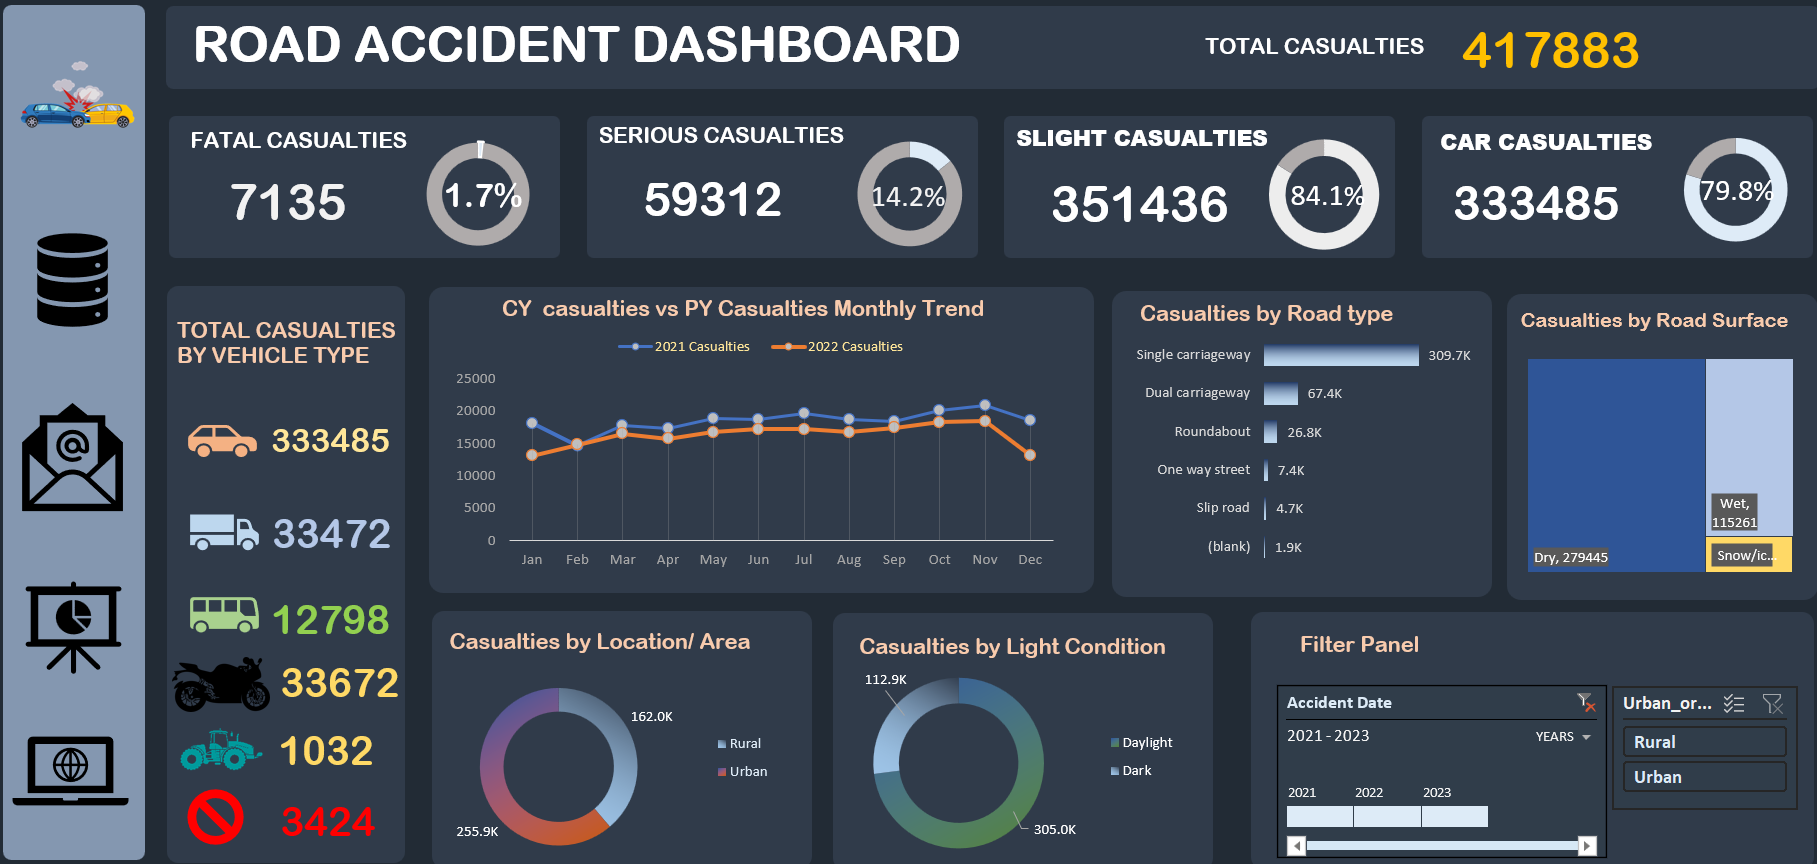 ROAD ACCIDENT DASHBOARD
TOTAL CASUALTIES
417883
FATAL CASUALTIES
7135
1.7%
SERIOUS CASUALTIES
59312
14.2%
SLIGHT CASUALTIES
351436
84.1%
CAR CASUALTIES
333485
79.8%
TOTAL CASUALTIES
BY VEHICLE TYPE
333485
33472
12798
33672
1032
3424
CY casualties vs PY Casualties Monthly Trend
2021 Casualties
2022 Casualties
25000
20000
15000
10000
5000
0
Jan Feb Mar Apr May Jun Jul Aug Sep Oct Nov Dec
Casualties by Road type
Single carriageway 309.7K
Dual carriageway 67.4K
Roundabout 26.8K
One way street 7.4K
Slip road 4.7K
(blank) 1.9K
Casualties by Road Surface
Wet,
115261
Dry, 279445
Snow/ic...
Casualties by Location/ Area
162.0K
Rural
Urban
255.9K
Casualties by Light Condition
112.9K
Daylight
Dark
305.0K
Filter Panel
Accident Date
2021 - 2023
YEARS
2021 2022 2023
Urban_or...
Rural
Urban
@